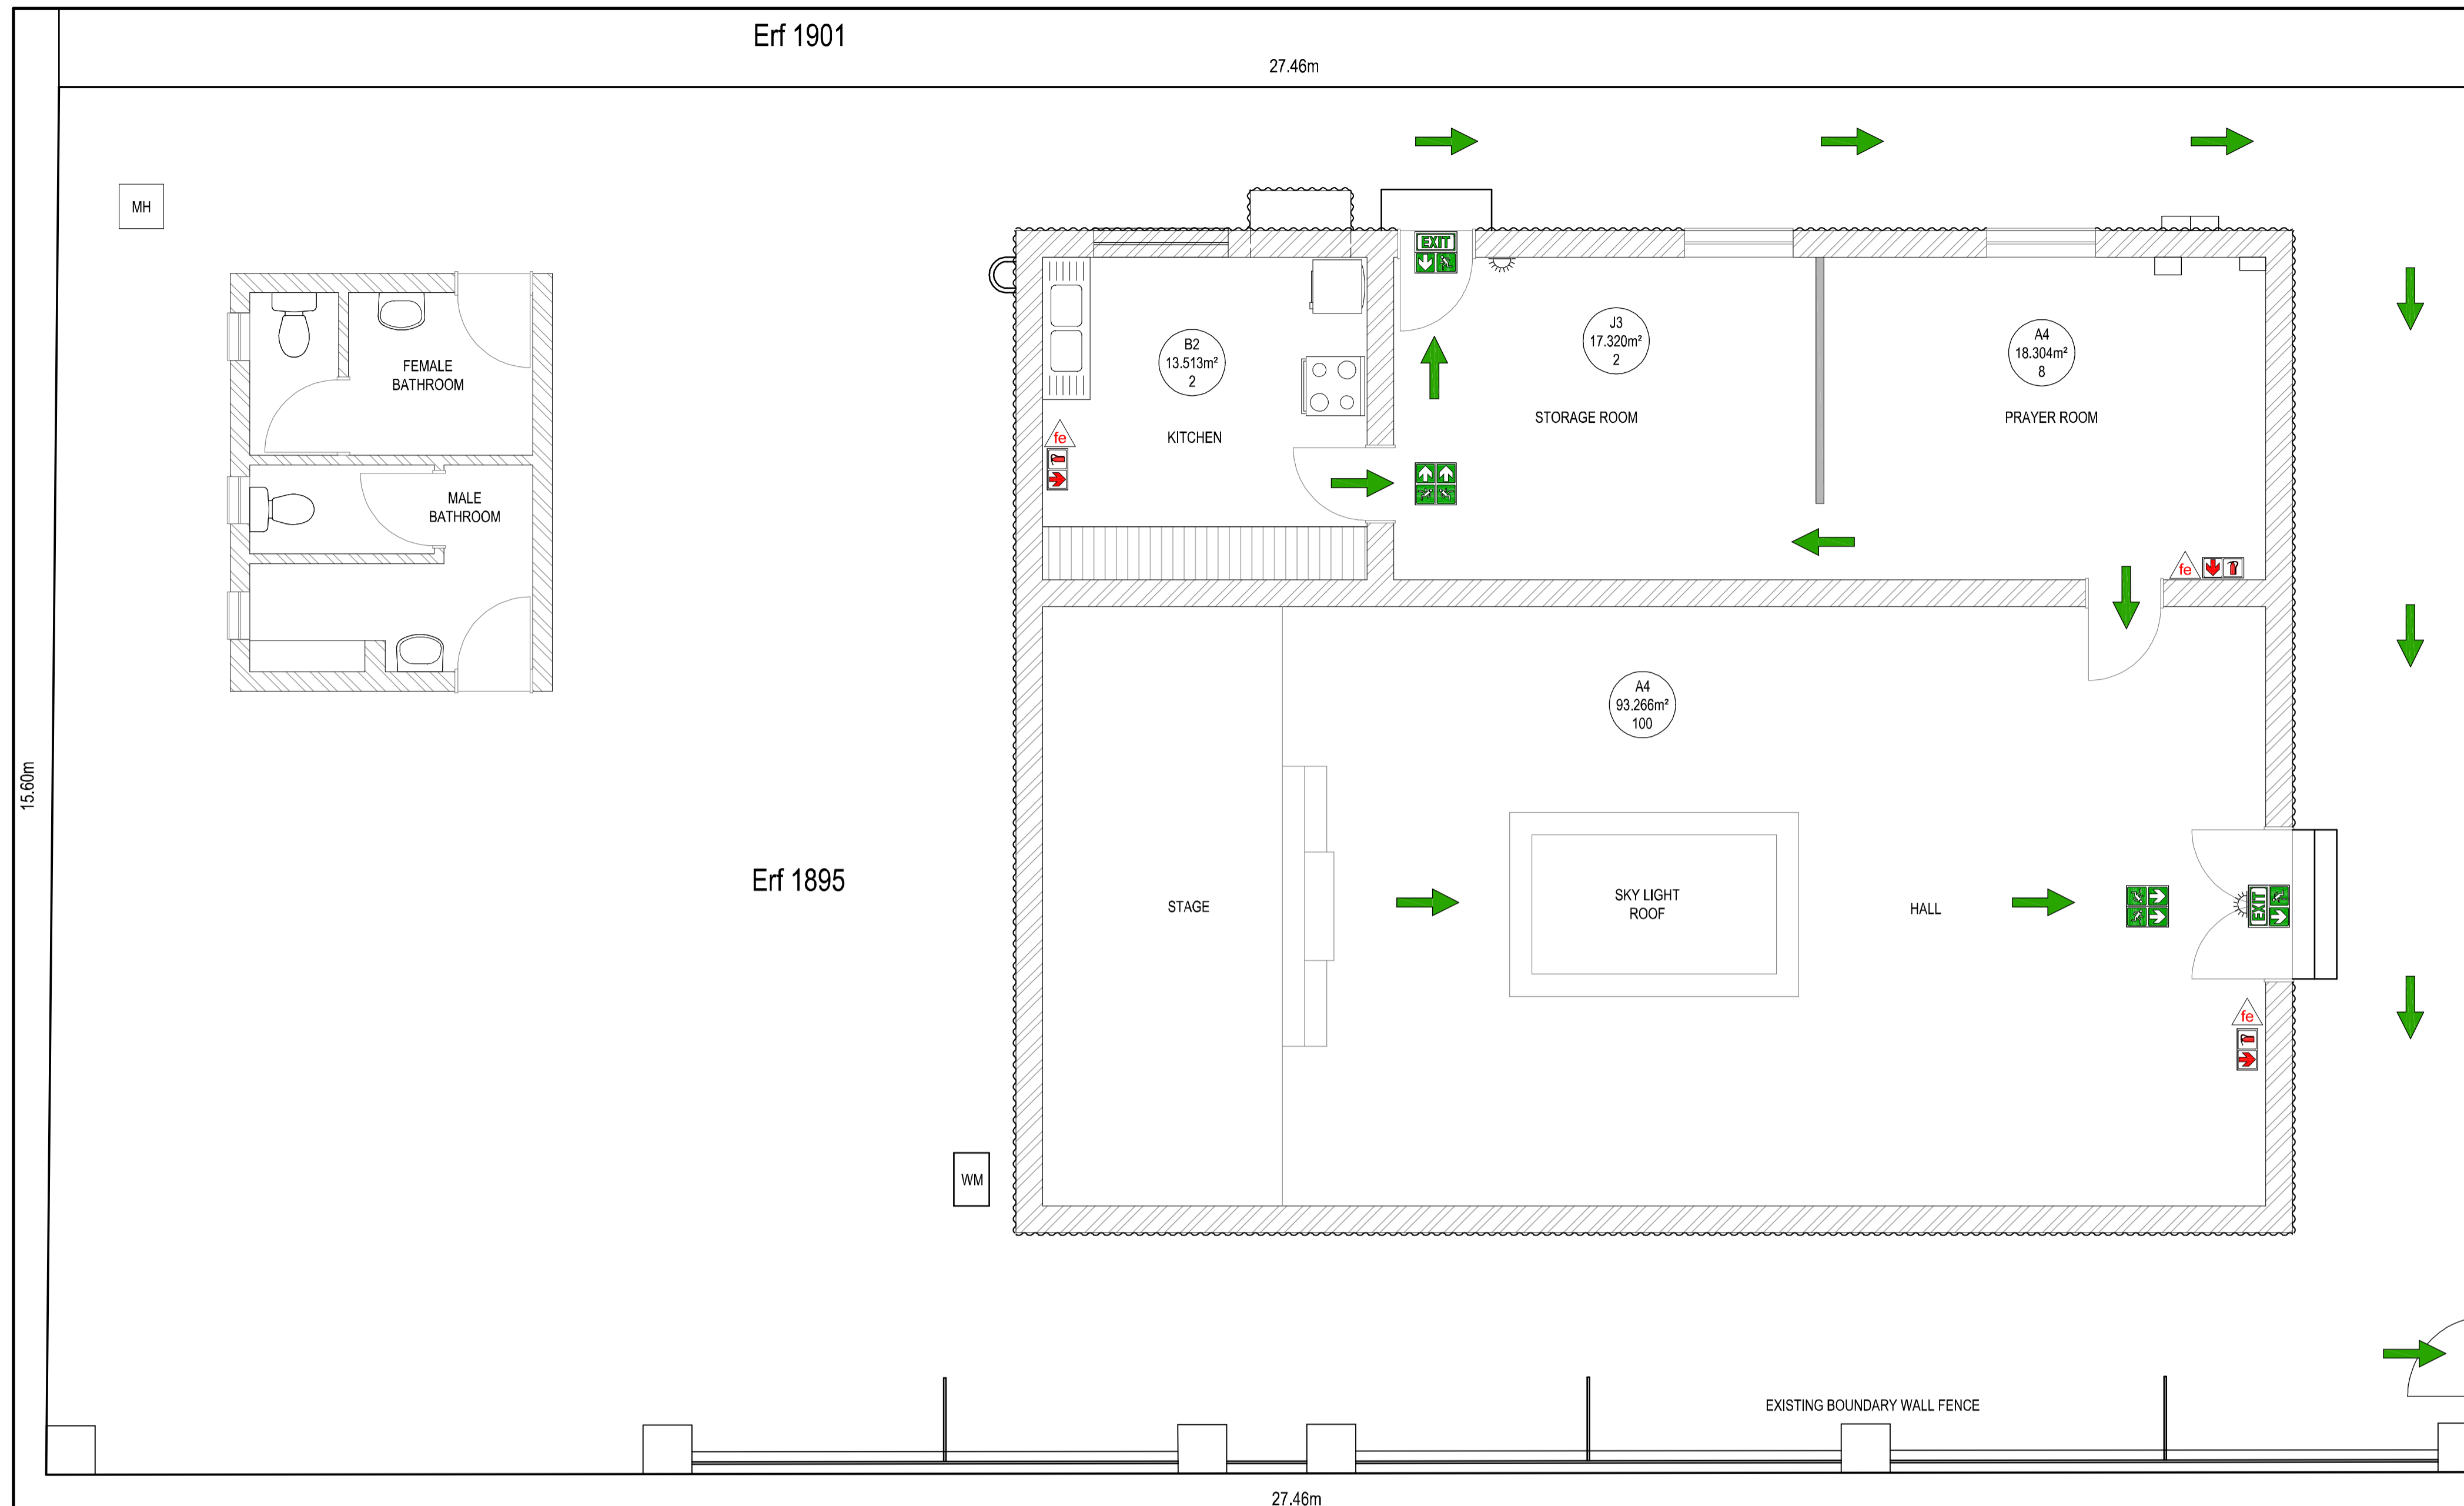 Erf 1901
27.46m
MH
EXIT
B2
13.513m²
2
J3
17.320m²
2
A4
18.304m²
8
FEMALE
BATHROOM
STORAGE ROOM
PRAYER ROOM
KITCHEN
fe
MALE
BATHROOM
fe
A4
93.266m²
100
15.60m
Erf 1895
STAGE
SKY LIGHT
ROOF
HALL
EXIT
fe
WM
EXISTING BOUNDARY WALL FENCE
27.46m